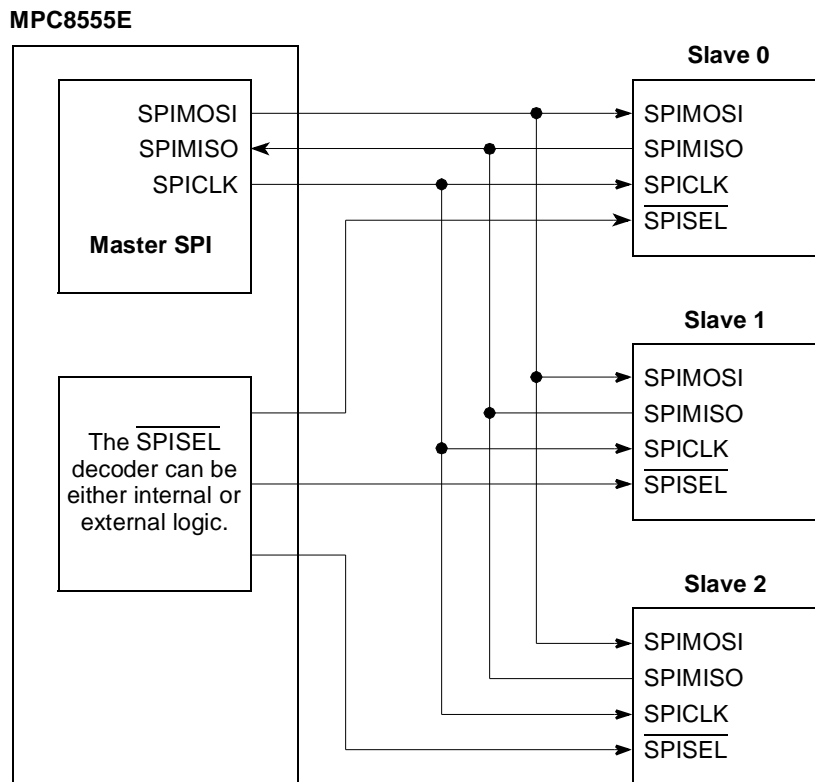 MPC8555E
SPIMOSI
SPIMISO
SPICLK
Master SPI
The SPISEL
decoder can be
either internal or
external logic.
Slave 0
SPIMOSI
SPIMISO
SPICLK
SPISEL
Slave 1
SPIMOSI
SPIMISO
SPICLK
SPISEL
Slave 2
SPIMOSI
SPIMISO
SPICLK
SPISEL